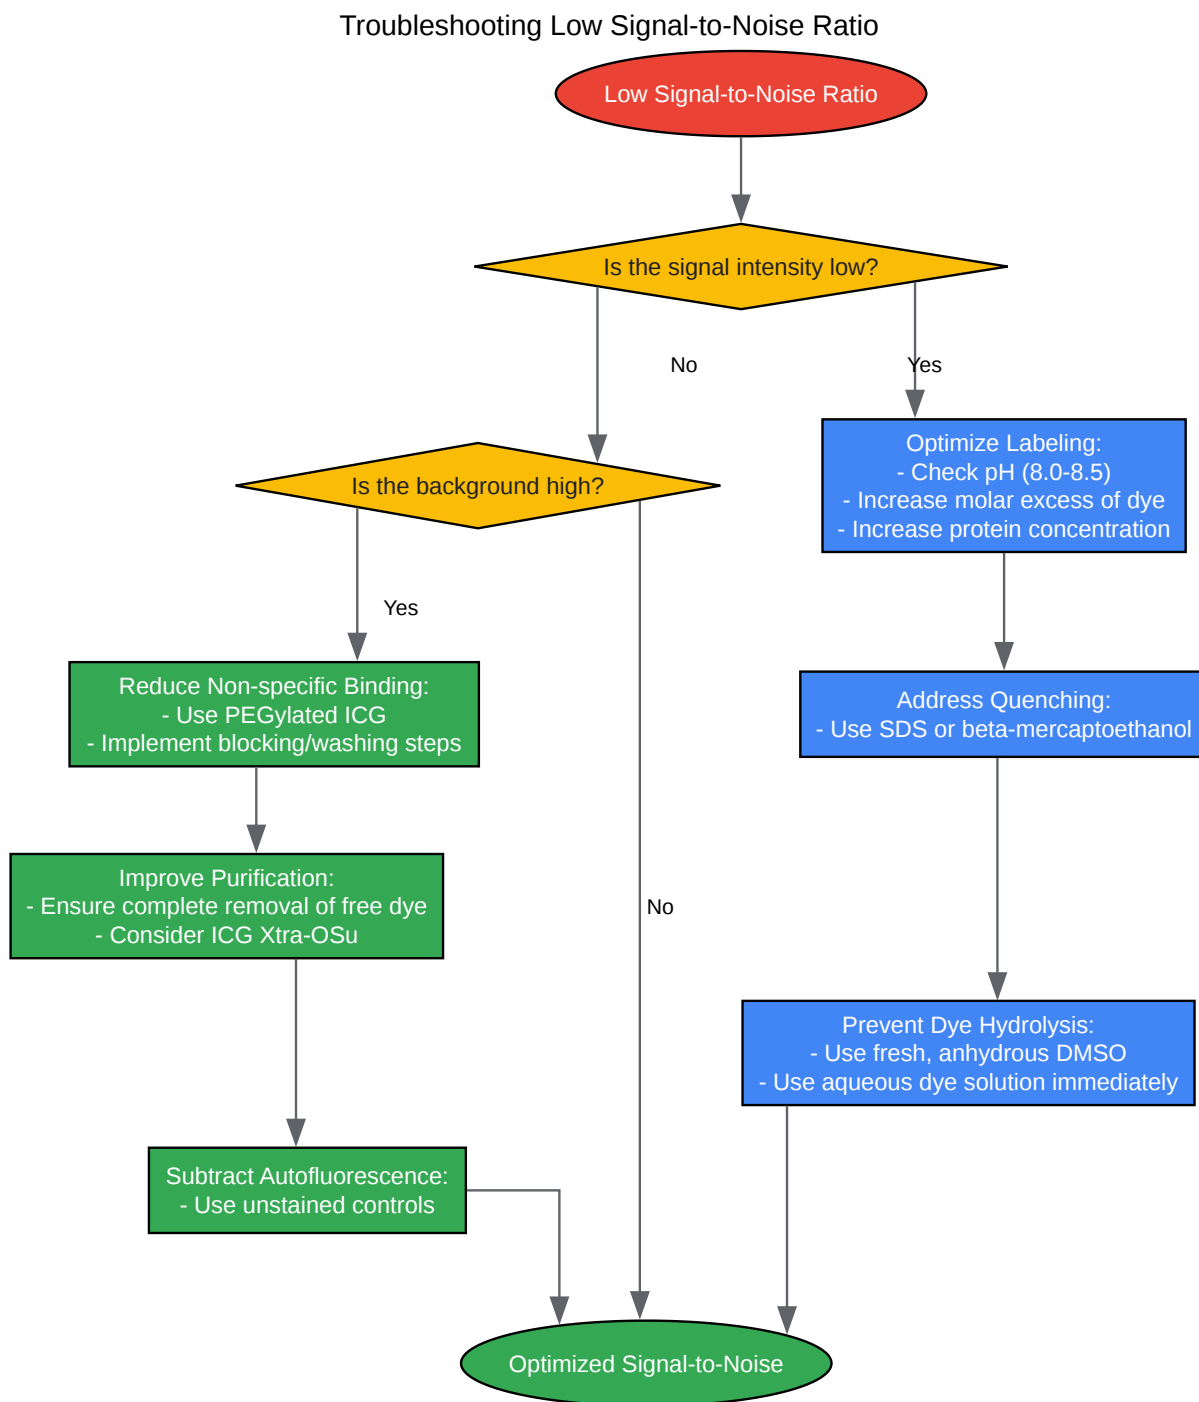 Troubleshooting Low Signal-to-Noise Ratio
Low Signal-to-Noise Ratio
Is the signal intensity low?
No
Yes
Optimize Labeling:
- Check pH (8.0-8.5)
- Increase molar excess of dye
- Increase protein concentration
Is the background high?
Yes
Reduce Non-specific Binding:
- Use PEGylated ICG
- Implement blocking/washing steps
Address Quenching:
- Use SDS or beta-mercaptoethanol
Improve Purification:
- Ensure complete removal of free dye
- Consider ICG Xtra-OSu
No
Prevent Dye Hydrolysis:
- Use fresh, anhydrous DMSO
- Use aqueous dye solution immediately
Subtract Autofluorescence:
- Use unstained controls
Optimized Signal-to-Noise